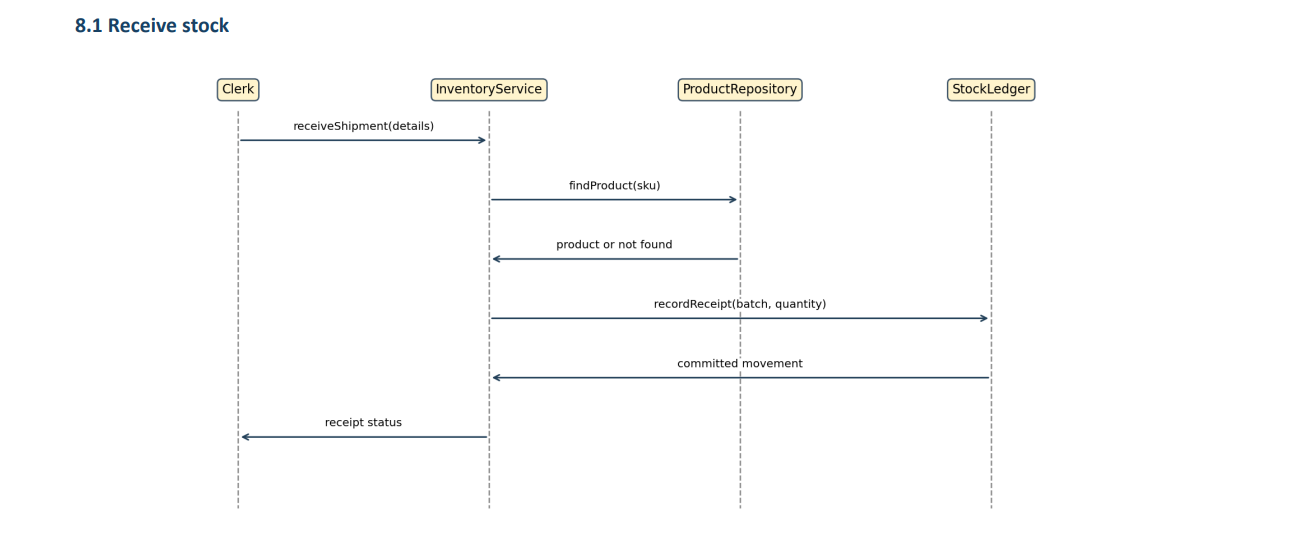 8.1 Receive stock
Clerk InventoryService ProductRepository StockLedger
receiveShipment(details)
findProduct(sku)
product or not found
recordReceipt(batch, quantity)
committed movement
receipt status